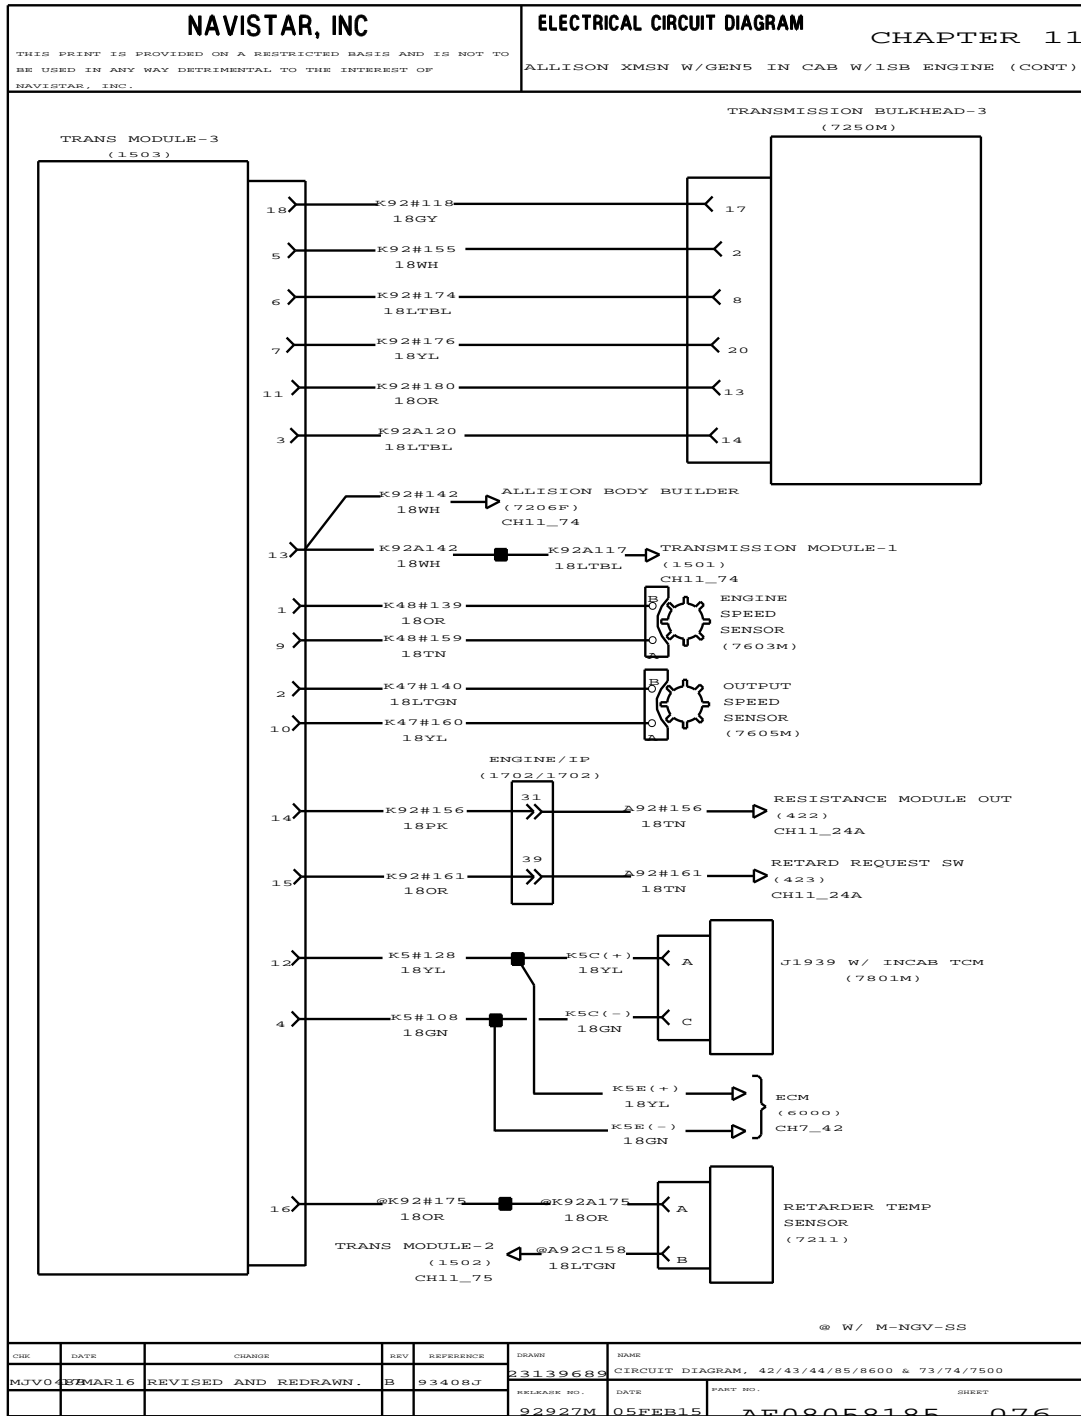 NAVISTAR, INC
THIS PRINT IS PROVIDED ON A RESTRICTED BASIS AND IS NOT TO
BE USED IN ANY WAY DETRIMENTAL TO THE INTEREST OF
NAVISTAR, INC.
ELECTRICAL CIRCUIT DIAGRAM
CHAPTER 11
ALLISON XMSN W/GEN5 IN CAB W/ISB ENGINE (CONT)
TRANS MODULE-3
(1503)
TRANSMISSION BULKHEAD-3
(7250M)
18 K92#118 17
18GY
5 K92#155 2
18WH
6 K92#174 8
18LTBL
7 K92#176 20
18YL
11 K92#180 13
18OR
3 K92A120 14
18LTBL
K92#142
18WH
ALLISION BODY BUILDER
(7206F)
CH11_74
13 K92A142 K92A117
18WH 18LTBL
TRANSMISSION MODULE-1
(1501)
CH11_74
1 K48#139 B
18OR
9 K48#159 A
18TN
ENGINE
SPEED
SENSOR
(7603M)
2 K47#140 B
18LTGN
10 K47#160 A
18YL
OUTPUT
SPEED
SENSOR
(7605M)
ENGINE/IP
(1702/1702)
14 K92#156 31 A92#156
18PK 18TN
RESISTANCE MODULE OUT
(422)
CH11_24A
15 K92#161 39 A92#161
18OR 18TN
RETARD REQUEST SW
(423)
CH11_24A
12 K5#128 K5C(+) A
18YL 18YL
4 K5#108 K5C(-) C
18GN 18GN
J1939 W/ INCAB TCM
(7801M)
K5E(+)
18YL
K5E(-)
18GN
ECM
(6000)
CH7_42
16 @K92#175 @K92A175 A
18OR 18OR
TRANS MODULE-2
(1502)
CH11_75
@A92C158 B
18LTGN
RETARDER TEMP
SENSOR
(7211)
@ W/ M-NGV-SS
CHK DATE CHANGE REV REFERENCE
MAR16 REVISED AND REDRAWN. B 93408J
DRAWN
23139689
NAME
CIRCUIT DIAGRAM, 42/43/44/85/8600 & 73/74/7500
RELEASE NO.
92927M
DATE
05FEB15
PART NO.
AF08058185
SHEET
076